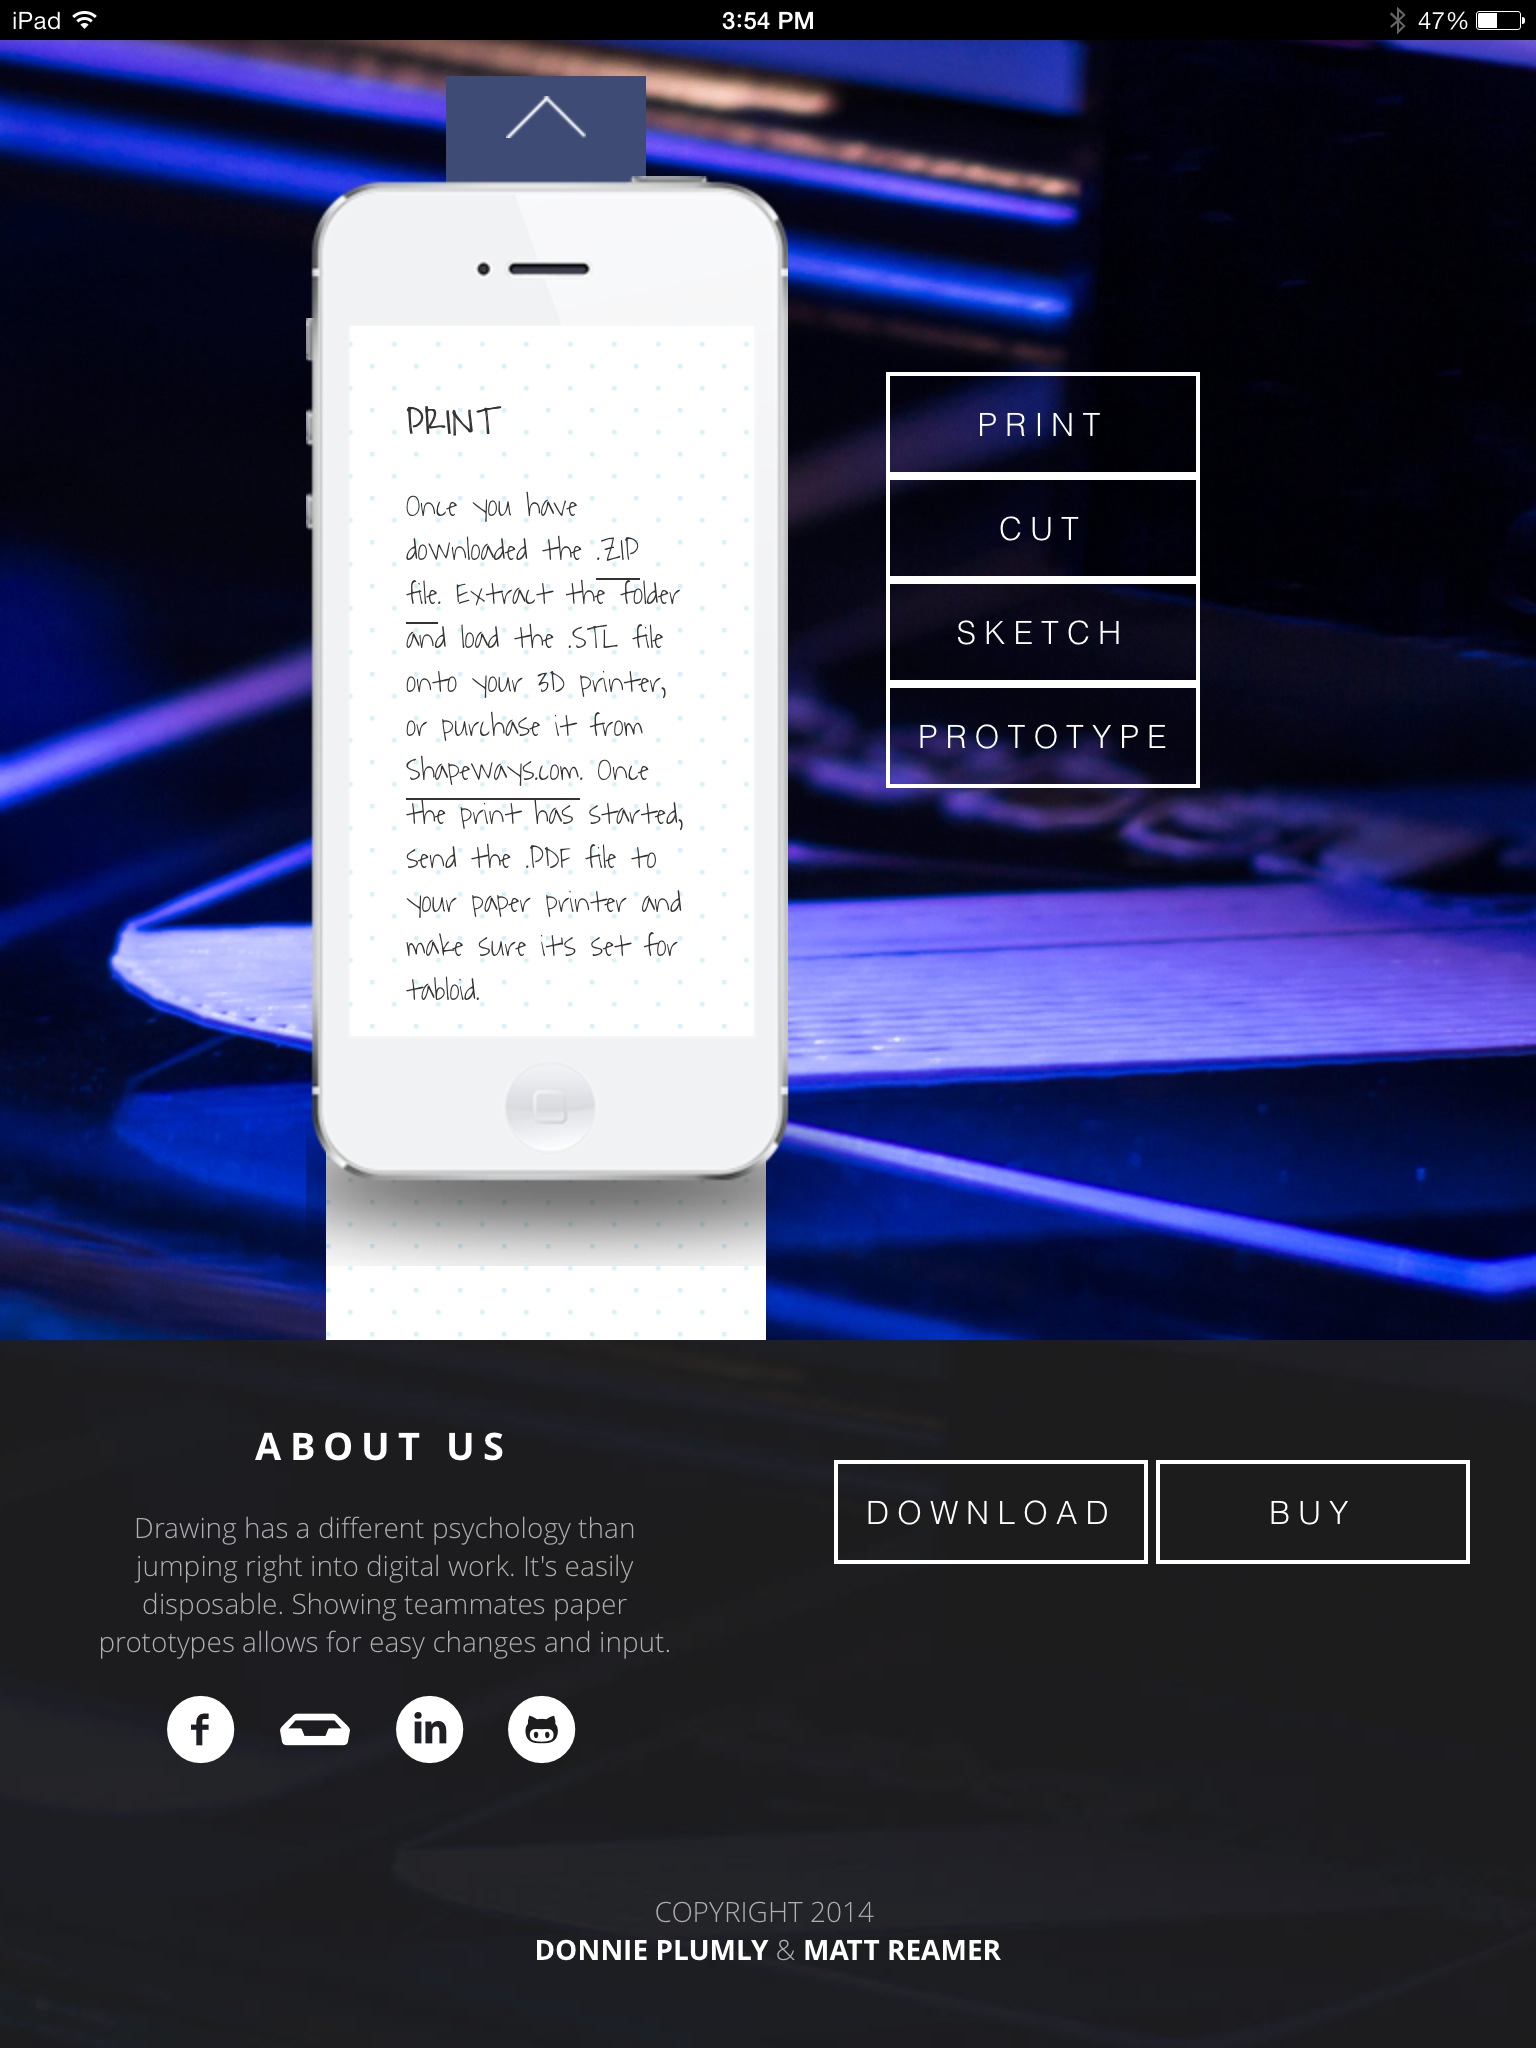 iPad
3:54 PM
47%
PRINT
Once you have
downloaded the .ZIP
file. Extract the folder
and load the .STL file
onto your 3D printer,
or purchase it from
ShapeWays.com. Once
the print has started,
send the .PDF file to
your paper printer and
make sure it's set for
tabloid.
PRINT
CUT
SKETCH
PROTOTYPE
ABOUT US
Drawing has a different psychology than
jumping right into digital work. It's easily
disposable. Showing teammates paper
prototypes allows for easy changes and input.
f
in
DOWNLOAD
BUY
COPYRIGHT 2014
DONNIE PLUMLY & MATT REAMER